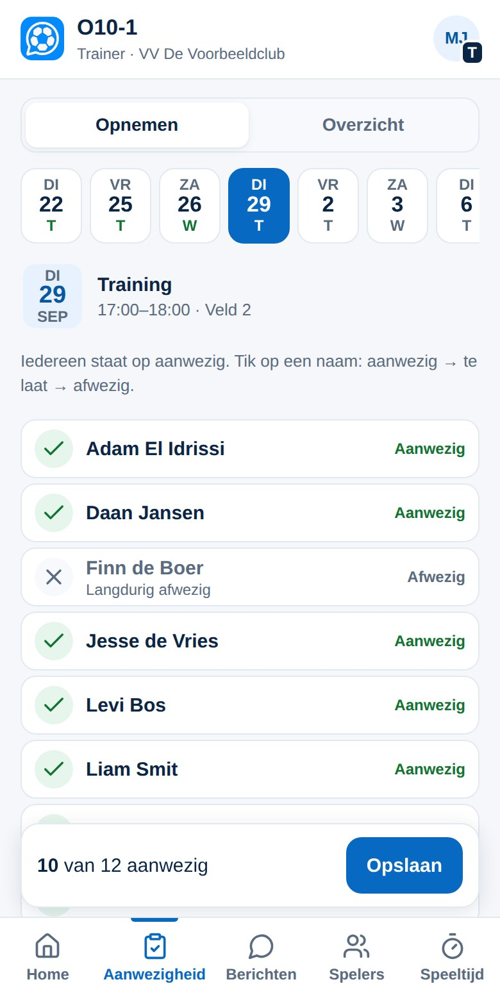 O10-1
Trainer · VV De Voorbeeldclub
MJ
T
Opnemen
Overzicht
DI
22
T
VR
25
T
ZA
26
W
DI
29
T
VR
2
T
ZA
3
W
DI
6
T
DI
29
SEP
Training
17:00–18:00 · Veld 2
Iedereen staat op aanwezig. Tik op een naam: aanwezig → te
laat → afwezig.
Adam El Idrissi
Aanwezig
Daan Jansen
Aanwezig
Finn de Boer
Langdurig afwezig
Afwezig
Jesse de Vries
Aanwezig
Levi Bos
Aanwezig
Liam Smit
Aanwezig
10 van 12 aanwezig
Opslaan
Home
Aanwezigheid
Berichten
Spelers
Speeltijd